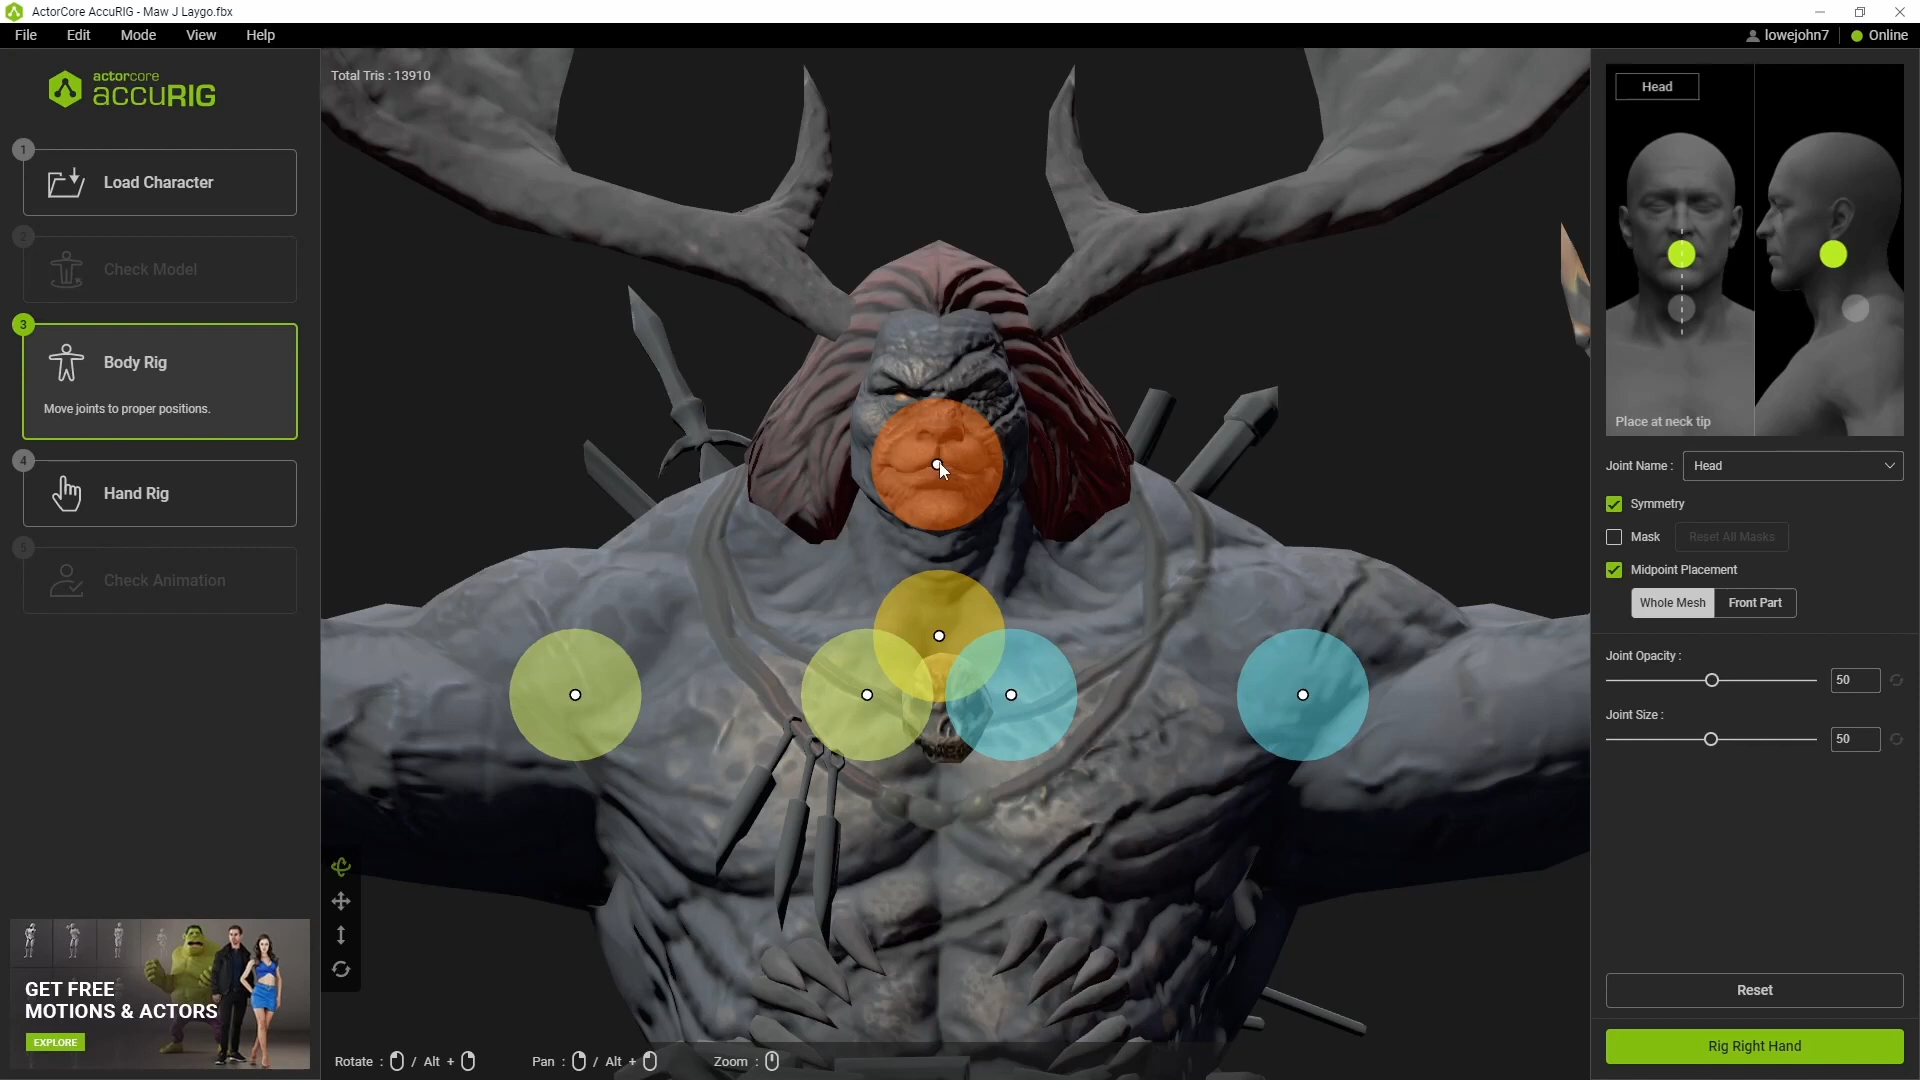 ActorCore AccuRIG - Maw J Laygo.fbx
File Edit Mode View Help
lowejohn7
Online
actorcore
accuRIG
Total Tris : 13910
1
Load Character
2
Check Model
3
Body Rig
Move joints to proper positions.
4
Hand Rig
5
Check Animation
GET FREE
MOTIONS & ACTORS
EXPLORE
Rotate : / Alt + Pan : / Alt + Zoom :
Head
Place at neck tip
Joint Name : Head
Symmetry
Mask Reset All Masks
Midpoint Placement
Whole Mesh Front Part
Joint Opacity :
50
Joint Size :
50
Reset
Rig Right Hand